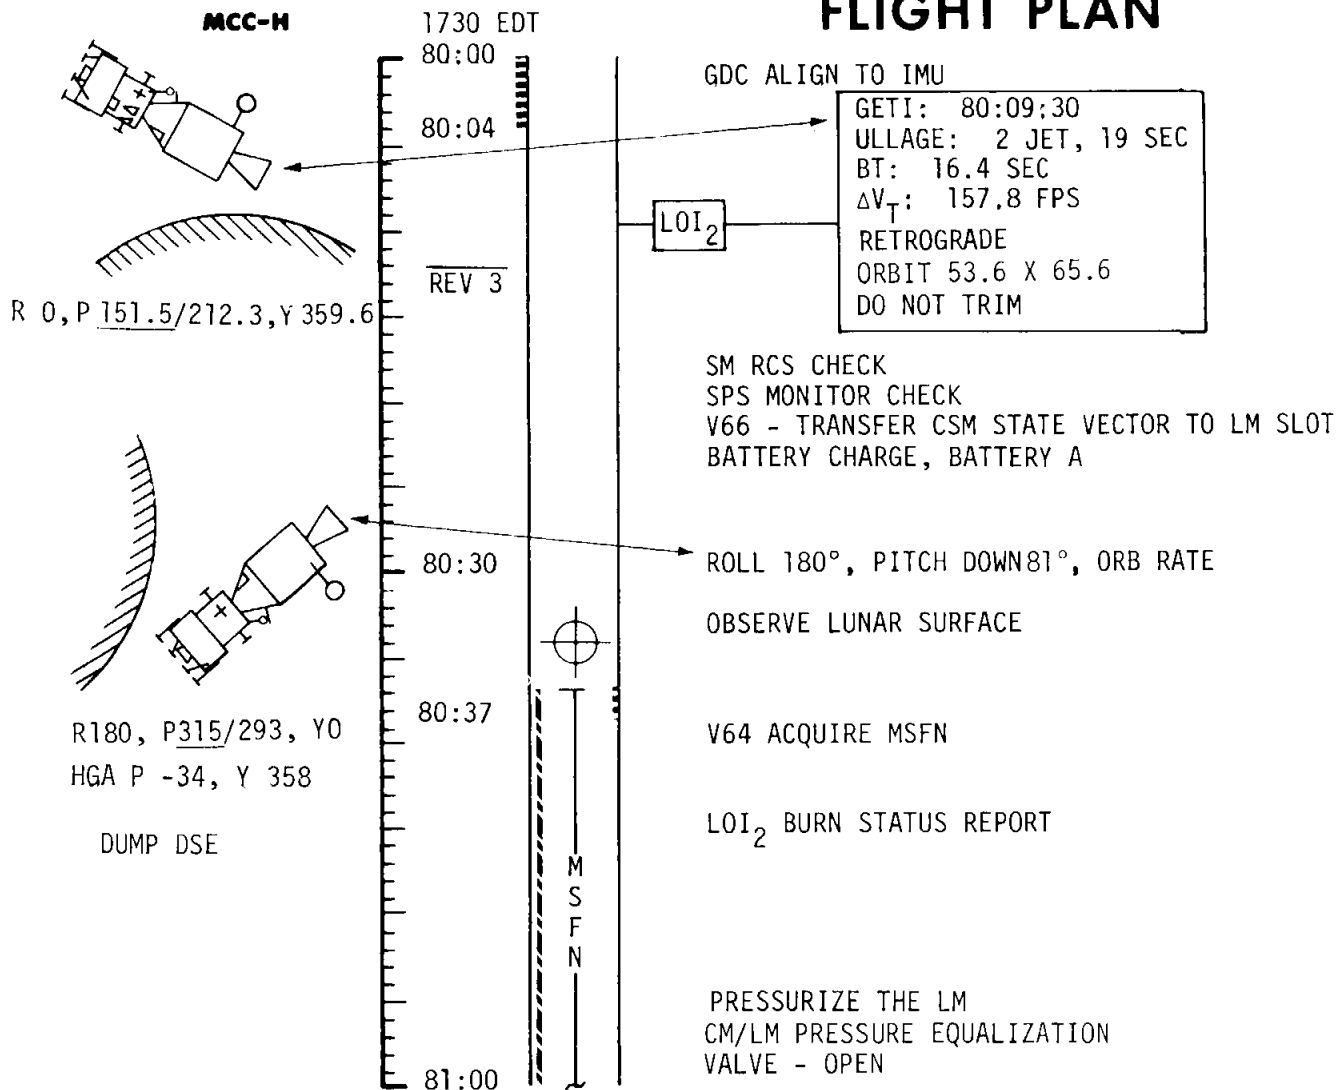 MCC-H
1730 EDT
FLIGHT PLAN
80:00
GDC ALIGN TO IMU
GETI: 80:09:30
80:04
ULLAGE: 2 JET, 19 SEC
BT: 16.4 SEC
ΔVT: 157.8 FPS
LOI2
RETROGRADE
ORBIT 53.6 X 65.6
DO NOT TRIM
REV 3
R 0, P 151.5/212.3, Y 359.6
SM RCS CHECK
SPS MONITOR CHECK
V66 - TRANSFER CSM STATE VECTOR TO LM SLOT
BATTERY CHARGE, BATTERY A
80:30
ROLL 180°, PITCH DOWN 81°, ORB RATE
OBSERVE LUNAR SURFACE
80:37
R180, P315/293, Y0
V64 ACQUIRE MSFN
HGA P -34, Y 358
LOI2 BURN STATUS REPORT
DUMP DSE
MSFN
PRESSURIZE THE LM
CM/LM PRESSURE EQUALIZATION
VALVE - OPEN
81:00